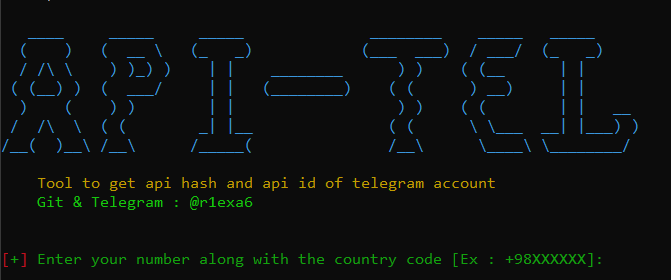 API-TEL
Tool to get api hash and api id of telegram account
Git & Telegram : @r1exa6
[+] Enter your number along with the country code [Ex : +98XXXXXX]: